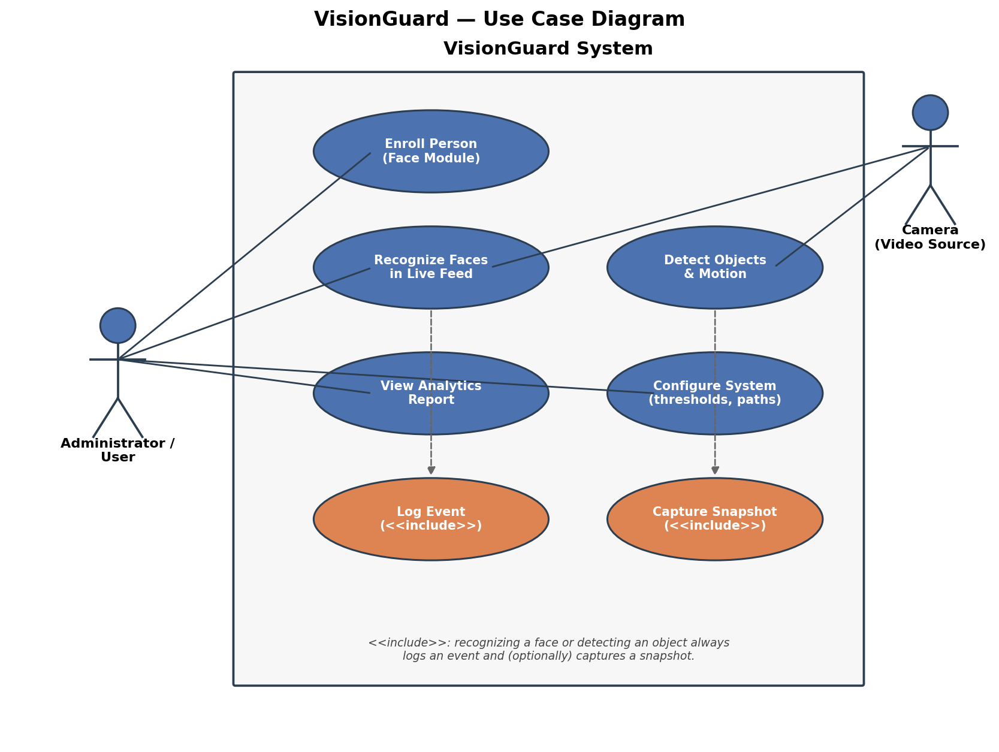 VisionGuard — Use Case Diagram
VisionGuard System
Enroll Person
(Face Module)
Recognize Faces
in Live Feed
Detect Objects
& Motion
Camera
(Video Source)
View Analytics
Report
Configure System
(thresholds, paths)
Administrator /
User
Log Event
(<<include>>)
Capture Snapshot
(<<include>>)
<<include>>: recognizing a face or detecting an object always
logs an event and (optionally) captures a snapshot.